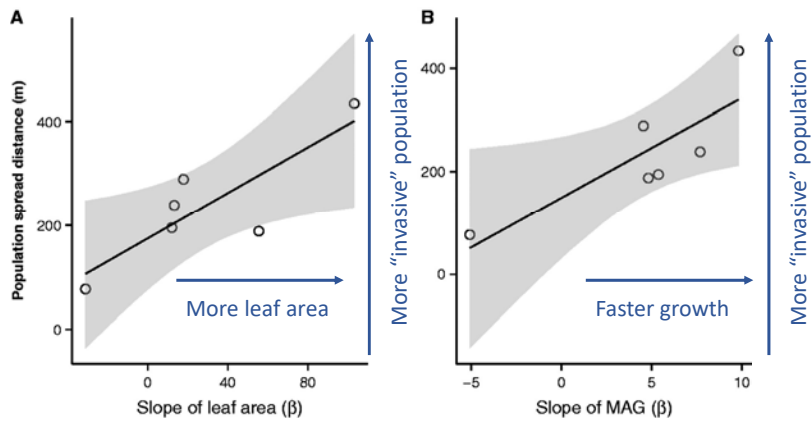 A
Population spread distance (m)
400
200
0
0
40
80
Slope of leaf area (β)
More leaf area
More “invasive” population
B
400
200
0
−5
0
5
10
Slope of MAG (β)
Faster growth
More “invasive” population